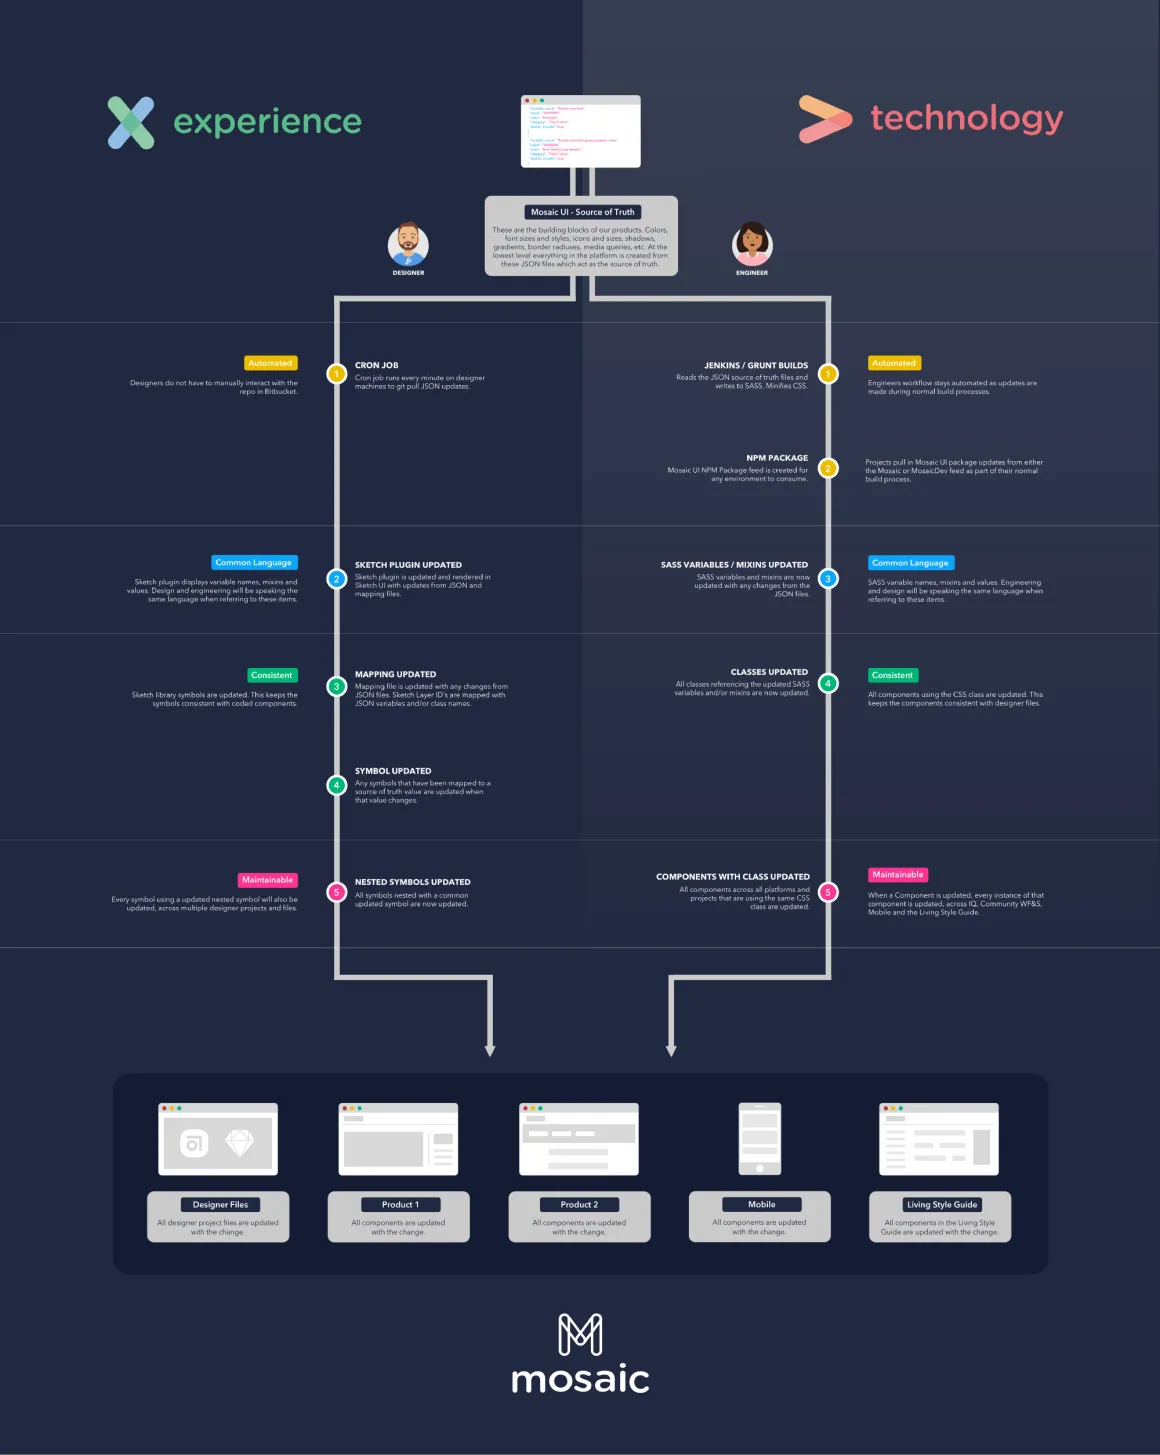 experience
technology
Mosaic UI - Source of Truth
These are the building blocks of our products. Colors,
font sizes and styles, icons and sizes, shadows,
gradients, border radiuses, media queries, etc. At the
lowest level everything in the platform is created from
these JSON files which act as the source of truth.
DESIGNER
ENGINEER
Automated
Designers do not have to manually interact with the
repo in Bitbucket.
1
CRON JOB
Cron job runs every minute on designer
machines to git pull JSON updates.
JENKINS / GRUNT BUILDS
Reads the JSON source of truth files and
writes to SASS. Minifies CSS.
1
Automated
Engineers workflow stays automated as updates are
made during normal build processes.
NPM PACKAGE
Mosaic UI NPM Package feed is created for
any environment to consume.
2
Projects pull in Mosaic UI package updates from either
the Mosaic or MosaicDev feed as part of their normal
build process.
Common Language
Sketch plugin displays variable names, mixins and
values. Design and engineering will be speaking the
same language when referring to these items.
2
SKETCH PLUGIN UPDATED
Sketch plugin is updated and rendered in
Sketch UI with updates from JSON and
mapping files.
SASS VARIABLES / MIXINS UPDATED
SASS variables and mixins are now
updated with any changes from the
JSON files.
3
Common Language
SASS variable names, mixins and values. Engineering
and design will be speaking the same language when
referring to these items.
Consistent
Sketch library symbols are updated. This keeps the
symbols consistent with coded components.
3
MAPPING UPDATED
Mapping file is updated with any changes from
JSON files. Sketch Layer ID's are mapped with
JSON variables and/or class names.
CLASSES UPDATED
All classes referencing the updated SASS
variables and/or mixins are now updated.
4
Consistent
All components using the CSS class are updated. This
keeps the components consistent with designer files.
4
SYMBOL UPDATED
Any symbols that have been mapped to a
source of truth value are updated when
that value changes.
Maintainable
Every symbol using a updated nested symbol will also be
updated, across multiple designer projects and files.
5
NESTED SYMBOLS UPDATED
All symbols nested with a common
updated symbol are now updated.
COMPONENTS WITH CLASS UPDATED
All components across all platforms and
projects that are using the same CSS
class are updated.
5
Maintainable
When a Component is updated, every instance of that
component is updated, across IQ, Community WF&S,
Mobile and the Living Style Guide.
Designer Files
All designer project files are updated
with the change.
Product 1
All components are updated
with the change.
Product 2
All components are updated
with the change.
Mobile
All components are updated
with the change.
Living Style Guide
All components in the Living Style
Guide are updated with the change.
mosaic